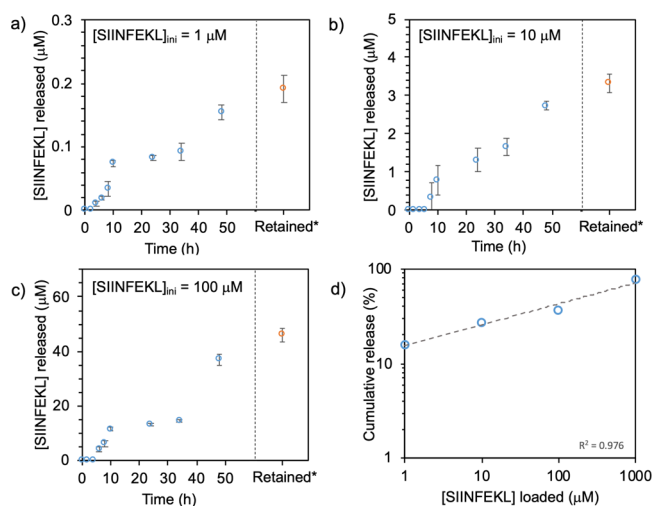 a)
[SIINFEKL]ini = 1 μM
[SIINFEKL] released (μM)
0.3
0.2
0.1
0
0 10 20 30 40 50 Retained*
Time (h)
b)
[SIINFEKL]ini = 10 μM
[SIINFEKL] released (μM)
5
4
3
2
1
0
0 10 20 30 40 50 Retained*
Time (h)
c)
[SIINFEKL]ini = 100 μM
[SIINFEKL] released (μM)
60
40
20
0
0 10 20 30 40 50 Retained*
Time (h)
d)
Cumulative release (%)
100
10
1
R² = 0.976
1 10 100 1000
[SIINFEKL] loaded (μM)